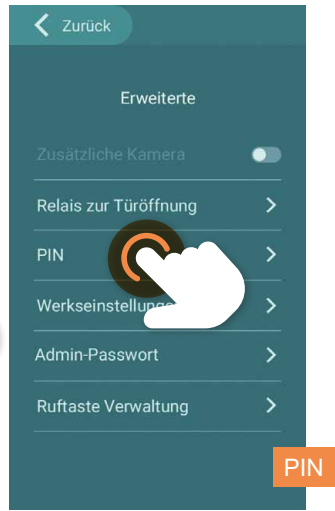 Zurück
Erweiterte
Zusätzliche Kamera
Relais zur Türöffnung
PIN
Werkseinstellungen
Admin-Passwort
Ruftaste Verwaltung
PIN